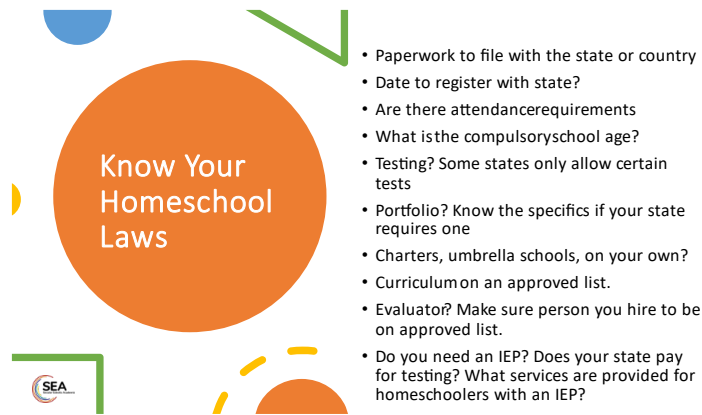 Know Your
Homeschool
Laws
• Paperwork to file with the state or country
• Date to register with state?
• Are there attendancerequirements
• What is the compulsoryschool age?
• Testing? Some states only allow certain
tests
• Portfolio? Know the specifics if your state
requires one
• Charters, umbrella schools, on your own?
• Curriculum on an approved list.
• Evaluator? Make sure person you hire to be
on approved list.
• Do you need an IEP? Does your state pay
for testing? What services are provided for
homeschoolers with an IEP?
SEA